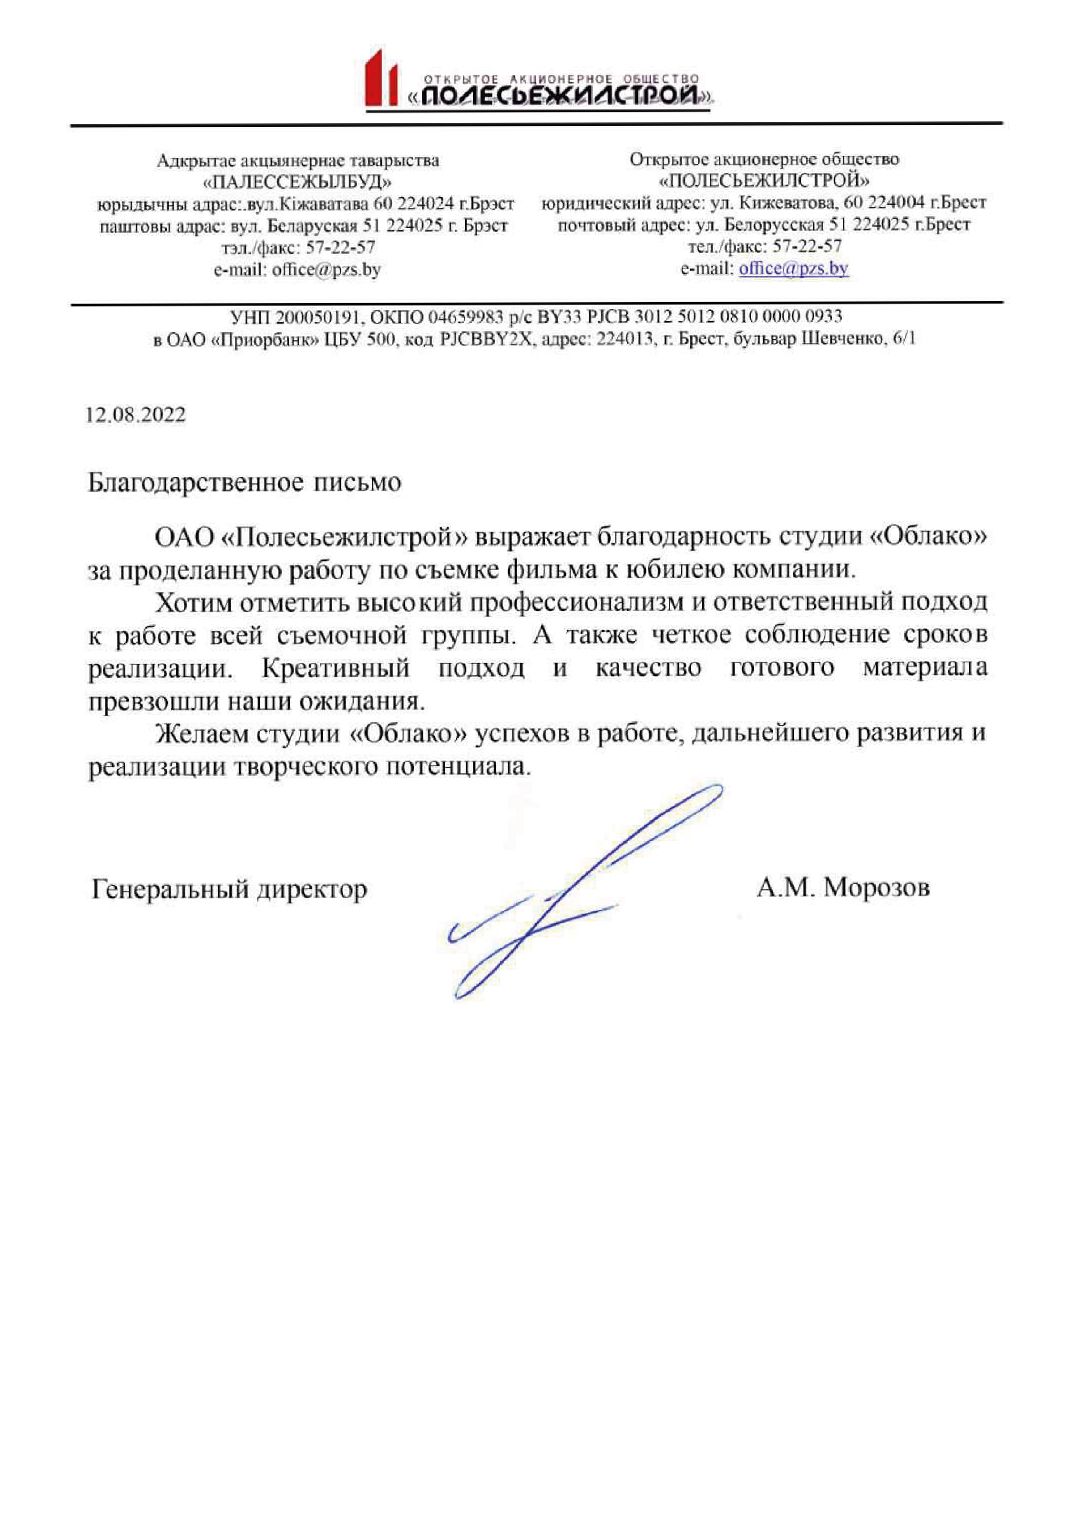 ОТКРЫТОЕ АКЦИОНЕРНОЕ ОБЩЕСТВО
«ПОЛЕСЬЕЖИЛСТРОЙ»
Адкрытае акцыянернае таварыства
«ПАЛЕССЕЖЫЛБУД»
юрыдычны адрас:.вул.Кіжаватава 60 224024 г.Брэст
паштовы адрас: вул. Беларуская 51 224025 г. Брэст
тэл./факс: 57-22-57
e-mail: office@pzs.by
Открытое акционерное общество
«ПОЛЕСЬЕЖИЛСТРОЙ»
юридический адрес: ул. Кижеватова, 60 224004 г.Брест
почтовый адрес: ул. Белорусская 51 224025 г.Брест
тел./факс: 57-22-57
e-mail: office@pzs.by
УНП 200050191, ОКПО 04659983 р/с BY33 PJCB 3012 5012 0810 0000 0933
в ОАО «Приорбанк» ЦБУ 500, код PJCBBY2X, адрес: 224013, г. Брест, бульвар Шевченко, 6/1
12.08.2022
Благодарственное письмо
ОАО «Полесьежилстрой» выражает благодарность студии «Облако»
за проделанную работу по съемке фильма к юбилею компании.
Хотим отметить высокий профессионализм и ответственный подход
к работе всей съемочной группы. А также четкое соблюдение сроков
реализации. Креативный подход и качество готового материала
превзошли наши ожидания.
Желаем студии «Облако» успехов в работе, дальнейшего развития и
реализации творческого потенциала.
Генеральный директор
А.М. Морозов